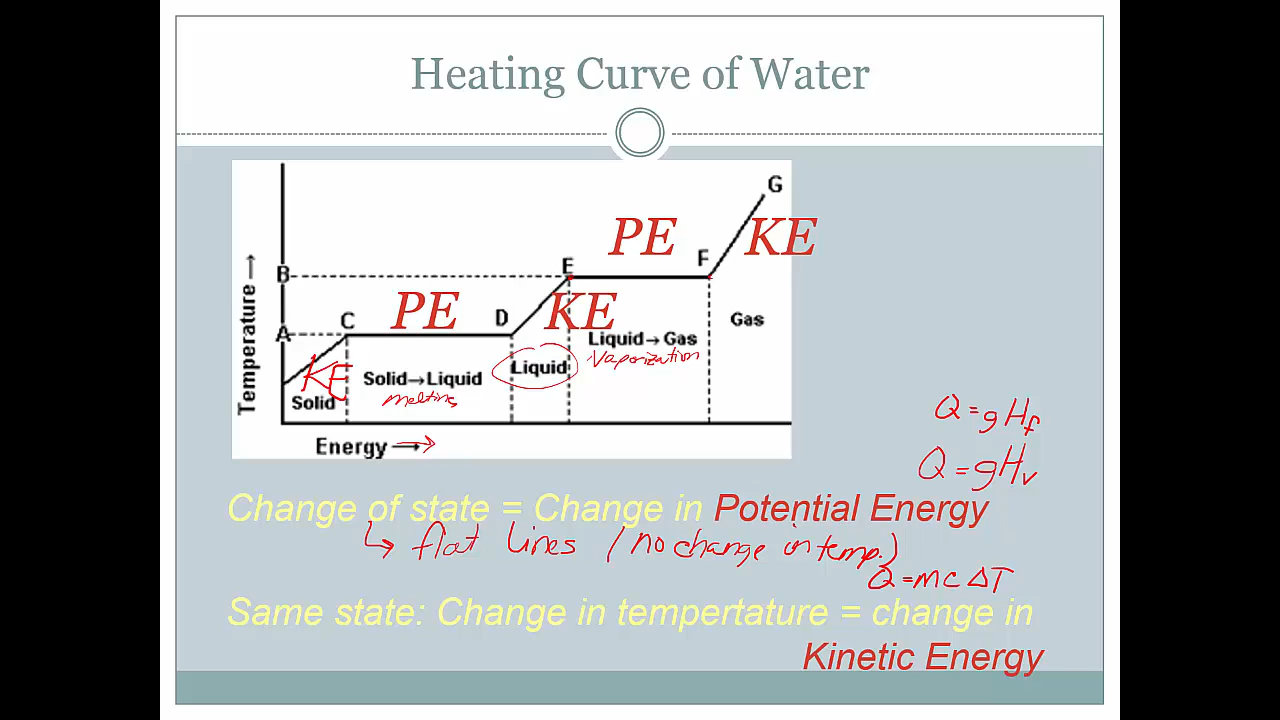 Heating Curve of Water
G
PE
KE
F
B
E
Temperature →
PE
D
KE
A
C
Gas
Liquid→Gas
Vaporization
KE
Solid→Liquid
Liquid
melting
Solid
Energy →
Q=gHf
Q=gHv
Change of state = Change in Potential Energy
↳ flat lines (no change in temp.)
Q=mcΔT
Same state: Change in tempertature = change in
Kinetic Energy